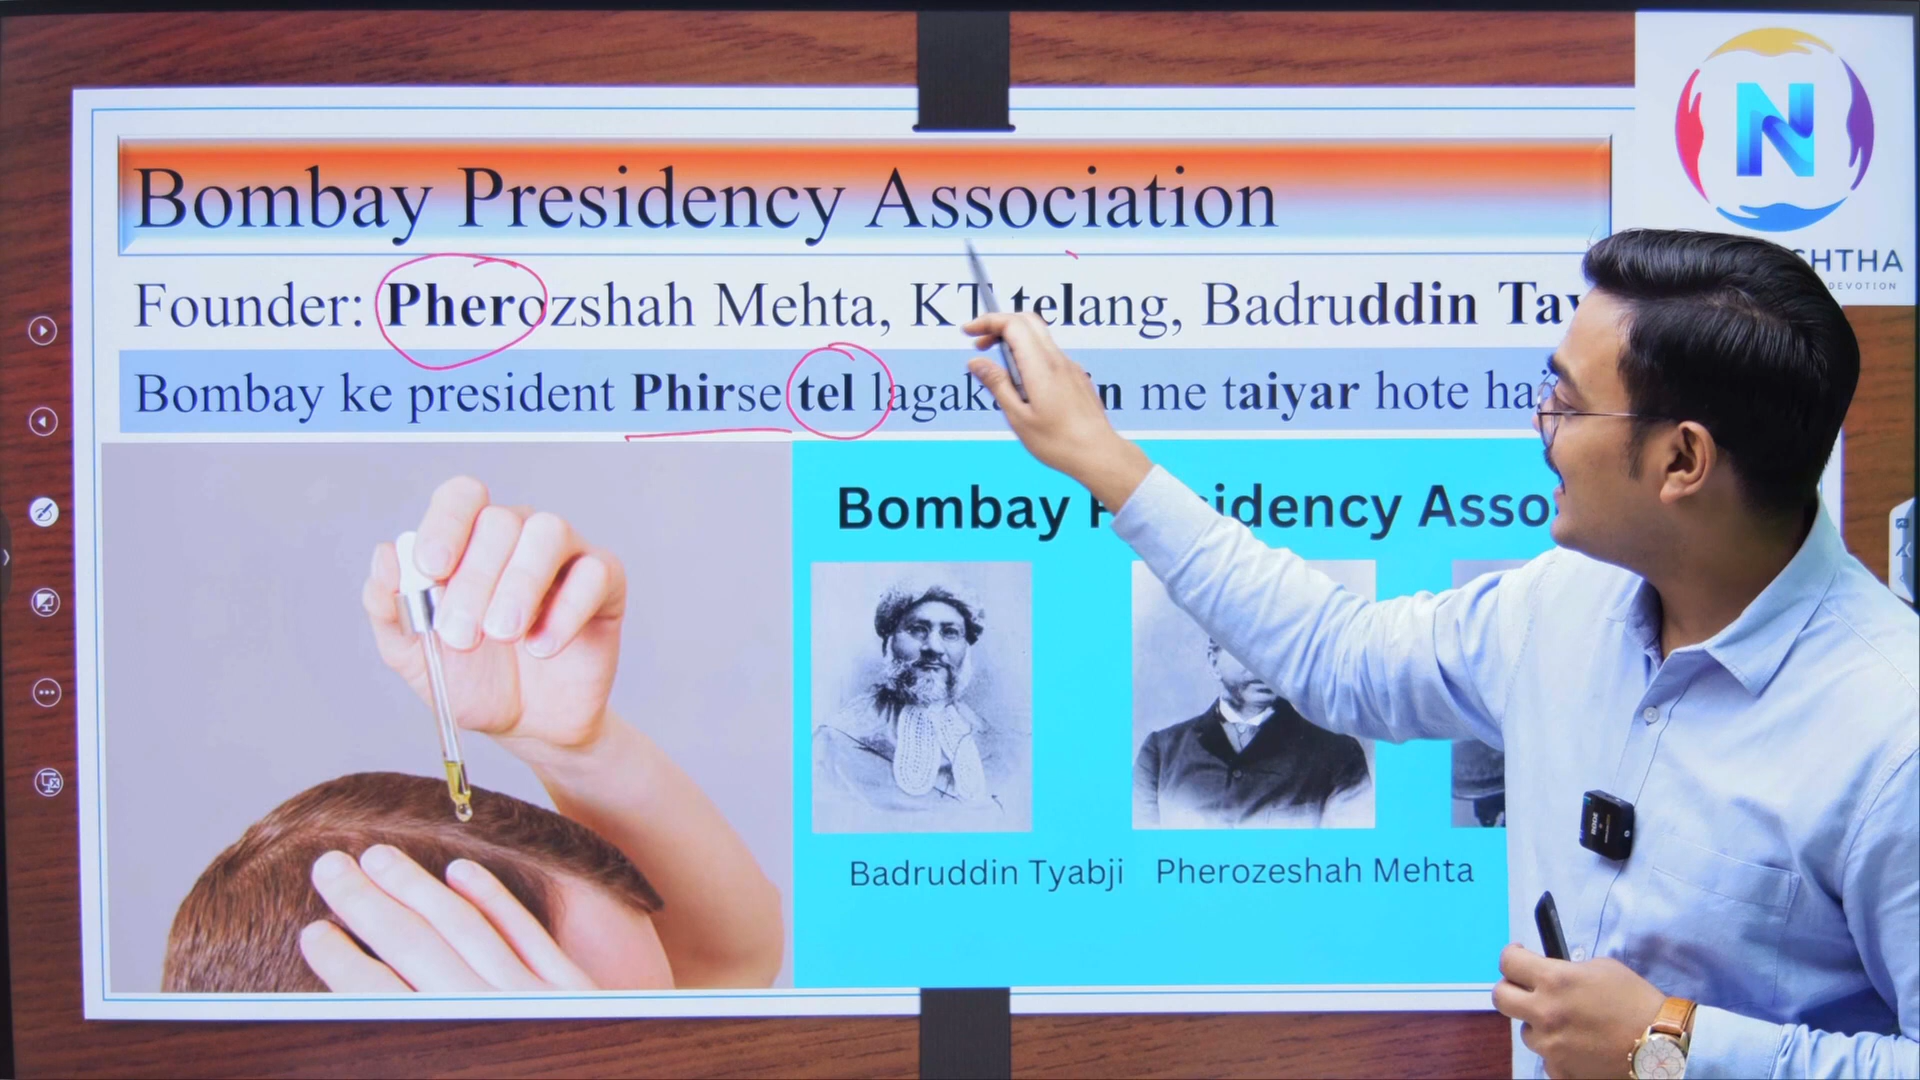 Bombay Presidency Association
Founder: Pherozshah Mehta, KT telang, Badruddin
Bombay ke president Phirse tel me taiyar hote
Bombay
Badruddin Tyabji Pherozeshah Mehta
N